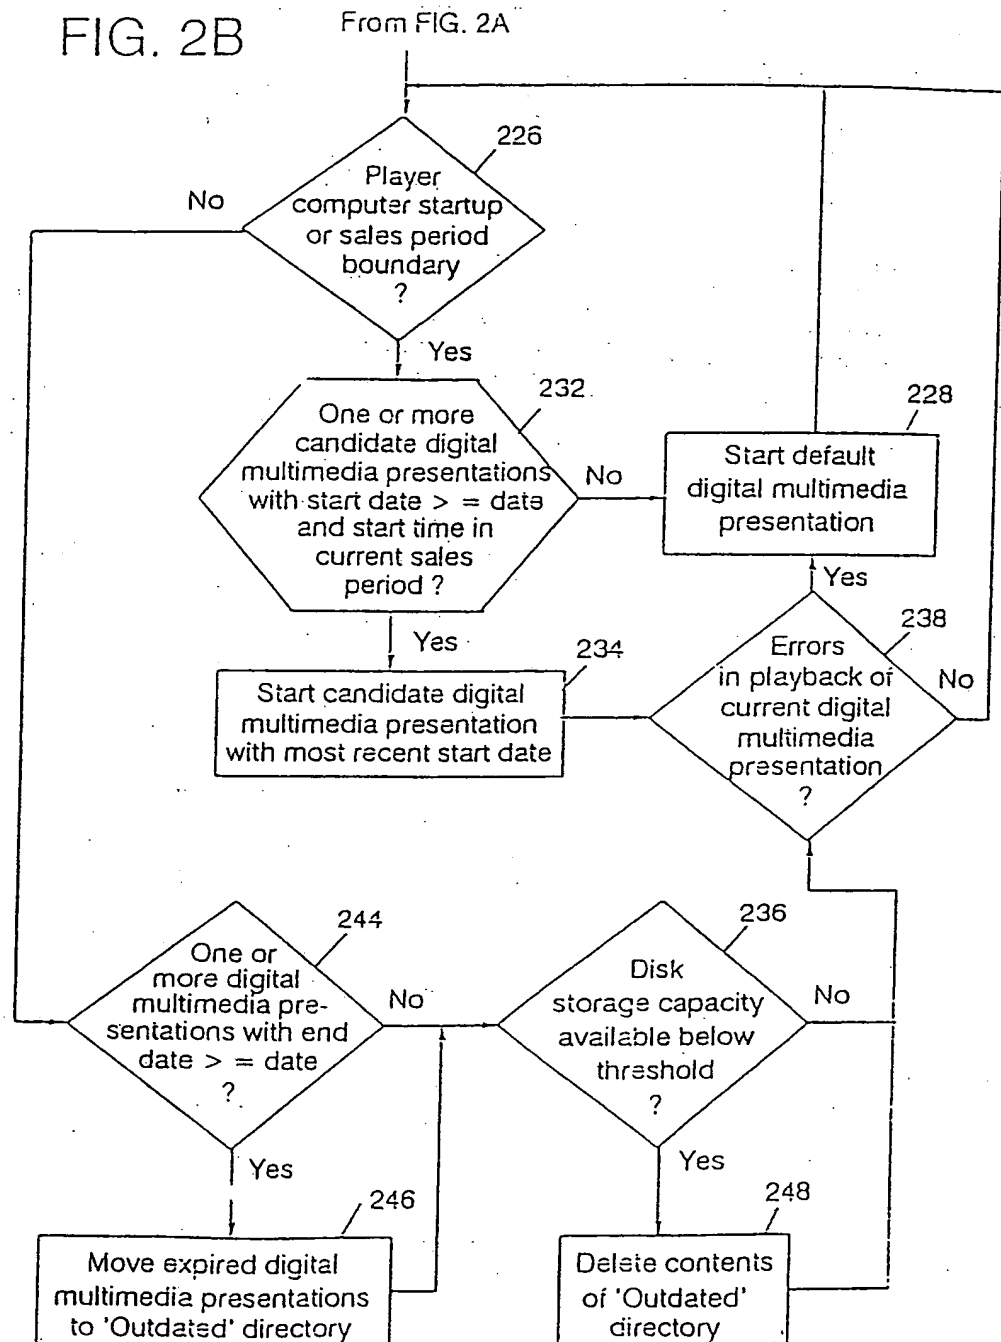 FIG. 2B
From FIG. 2A
226
Player
computer startup
or sales period
boundary
?
No
Yes
232
One or more
candidate digital
multimedia presentations
with start date > = date
and start time in
current sales
period ?
No
228
Start default
digital multimedia
presentation
Yes
Yes
234
Start candidate digital
multimedia presentation
with most recent start date
238
Errors
in playback of
current digital
multimedia
presentation
?
No
244
One or
more digital
multimedia pre-
sentations with end
date > = date
?
No
236
Disk
storage capacity
available below
threshold
?
No
Yes
Yes
246
Move expired digital
multimedia presentations
to 'Outdated' directory
248
Delete contents
of 'Outdated'
directory